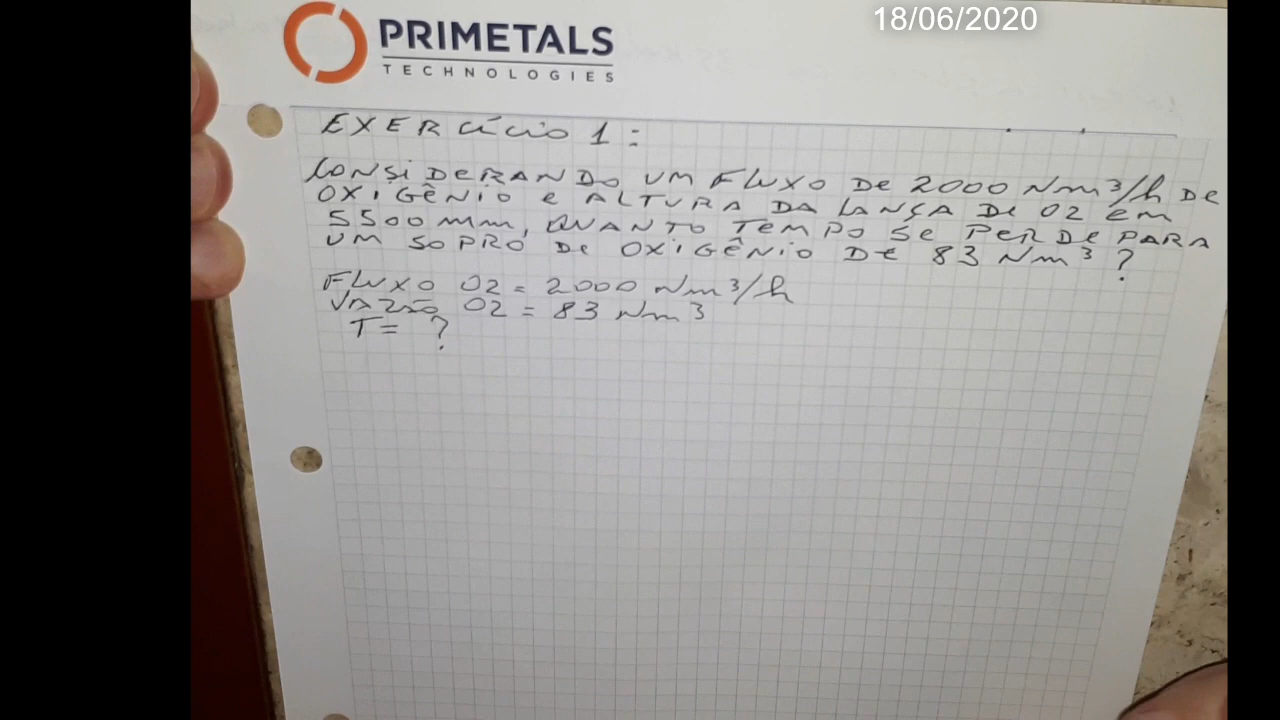 18/06/2020
PRIMETALS
TECHNOLOGIES
EXERCÍCIO 1:
CONSIDERANDO UM FLUXO DE 2000 Nm³/h DE
OXIGÊNIO E ALTURA DA LANÇA DE O2 EM
5500 mm, QUANTO TEMPO SE PERDE PARA
UM SOPRO DE OXIGÊNIO DE 83 Nm³ ?
FLUXO O2 = 2000 Nm³/h
VAZÃO O2 = 83 Nm³
T= ?